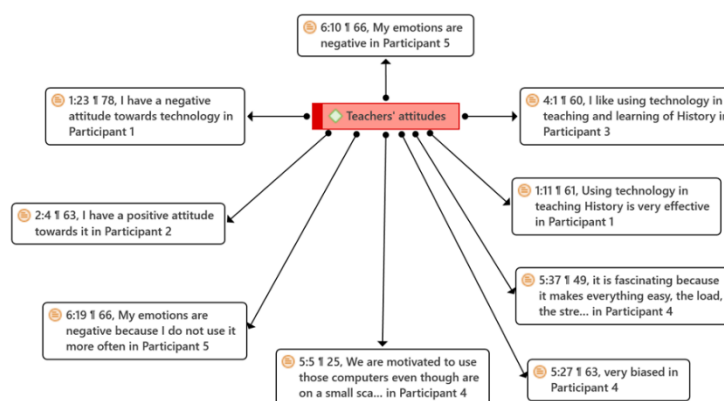 6:10 ¶ 66, My emotions are
negative in Participant 5
1:23 ¶ 78, I have a negative
attitude towards technology in
Participant 1
Teachers' attitudes
4:1 ¶ 60, I like using technology in
teaching and learning of History in
Participant 3
2:4 ¶ 63, I have a positive attitude
towards it in Participant 2
1:11 ¶ 61, Using technology in
teaching History is very effective
in Participant 1
5:37 ¶ 49, it is fascinating because
it makes everything easy, the load,
the stre... in Participant 4
6:19 ¶ 66, My emotions are
negative because I do not use it
more often in Participant 5
5:5 ¶ 25, We are motivated to use
those computers even though are
on a small sca... in Participant 4
5:27 ¶ 63, very biased in
Participant 4